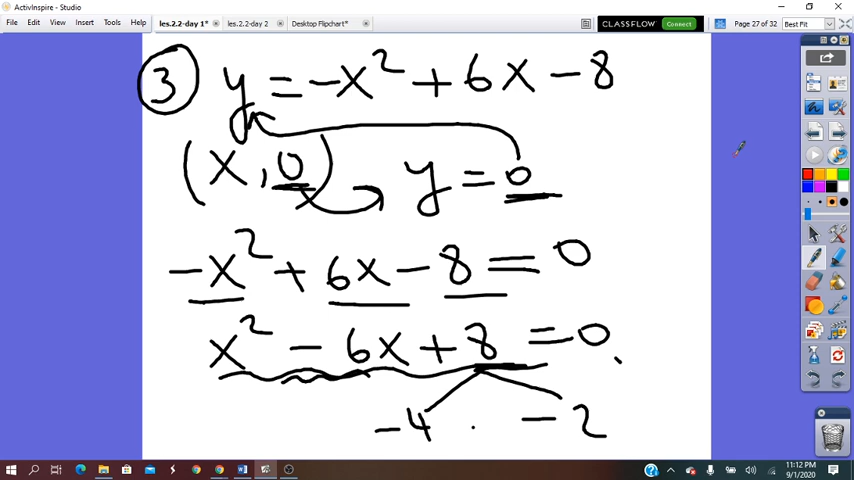 ActivInspire - Studio
File Edit View Insert Tools Help
les.2.2-day 1* les.2.2-day 2 Desktop Flipchart*
CLASSFLOW Connect
Page 27 of 32 Best Fit
3 y = -x² + 6x - 8
(x, 0) y = 0
-x² + 6x - 8 = 0
x² - 6x + 8 = 0.
-4 · -2
11:12 PM
9/1/2020